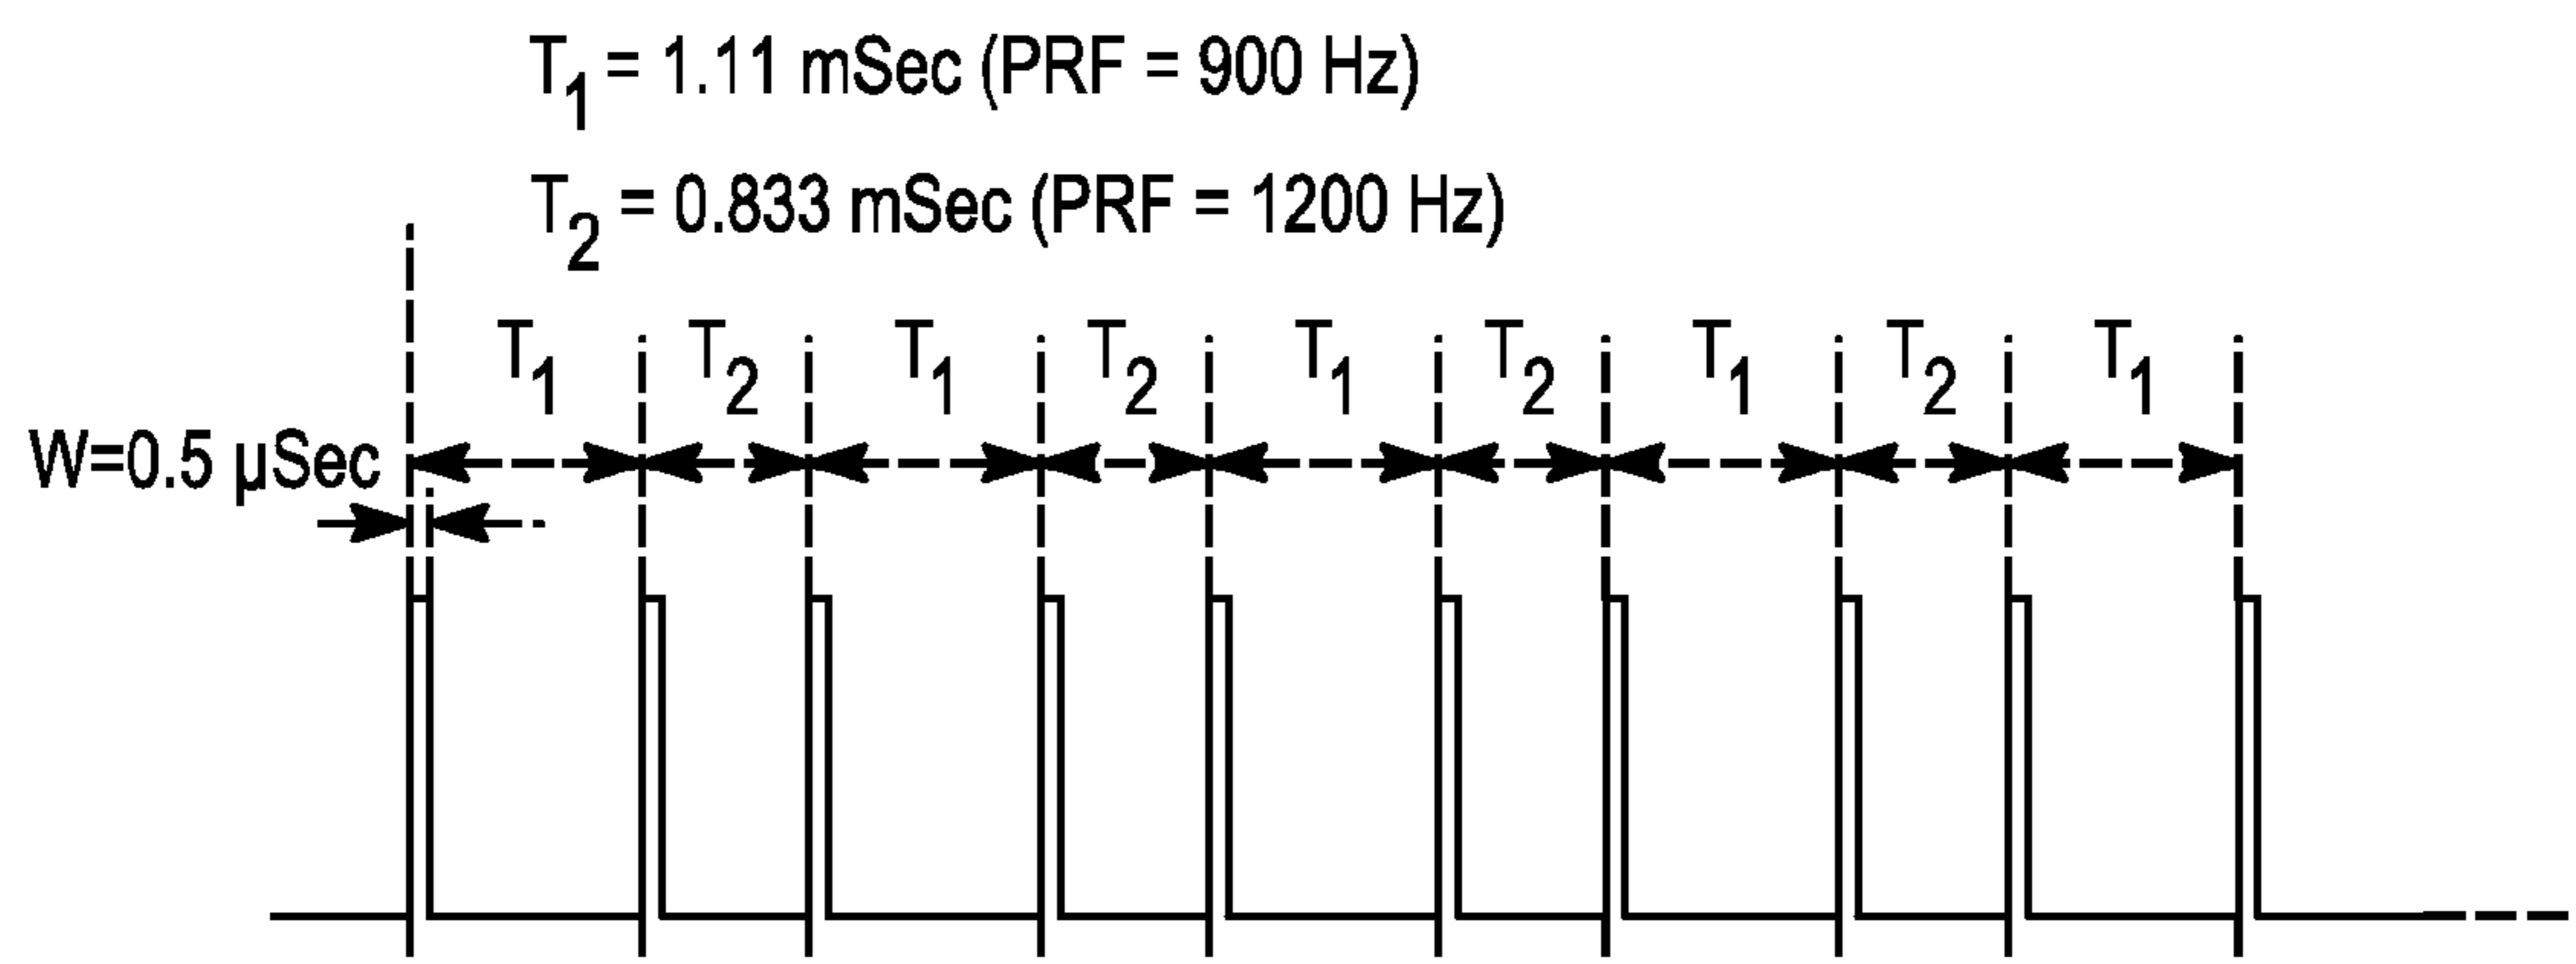 T1 = 1.11 mSec (PRF = 900 Hz)
T2 = 0.833 mSec (PRF = 1200 Hz)
T1 T2 T1 T2 T1 T2 T1 T2 T1
W=0.5 µSec